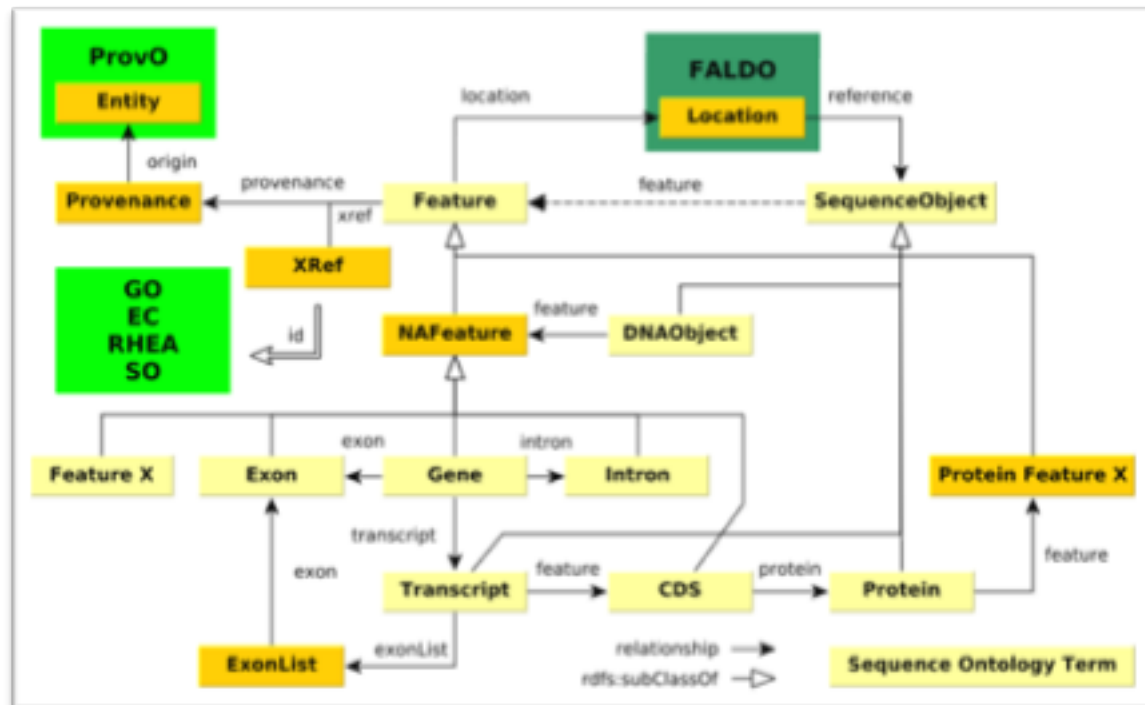 ProvO
Entity
origin
Provenance
provenance
xref
XRef
location
FALDO
Location
reference
Feature
feature
SequenceObject
GO
EC
RHEA
SO
id
NAFeature
feature
DNAObject
Feature X
Exon
exon
Gene
intron
Intron
Protein Feature X
transcript
exon
Transcript
feature
CDS
protein
Protein
feature
ExonList
exonList
relationship
rdfs:subClassOf
Sequence Ontology Term